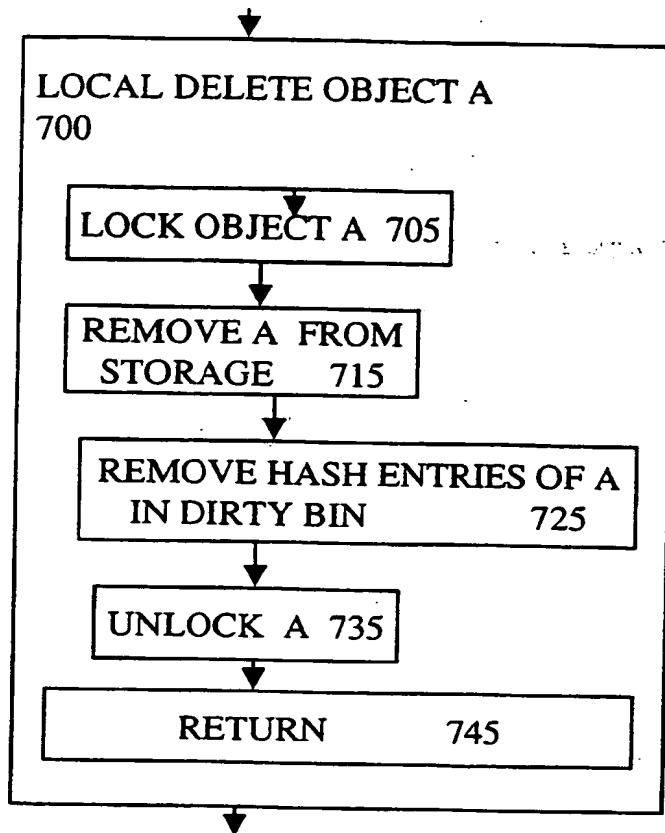 LOCAL DELETE OBJECT A
700
LOCK OBJECT A 705
REMOVE A FROM
STORAGE 715
REMOVE HASH ENTRIES OF A
IN DIRTY BIN 725
UNLOCK A 735
RETURN 745